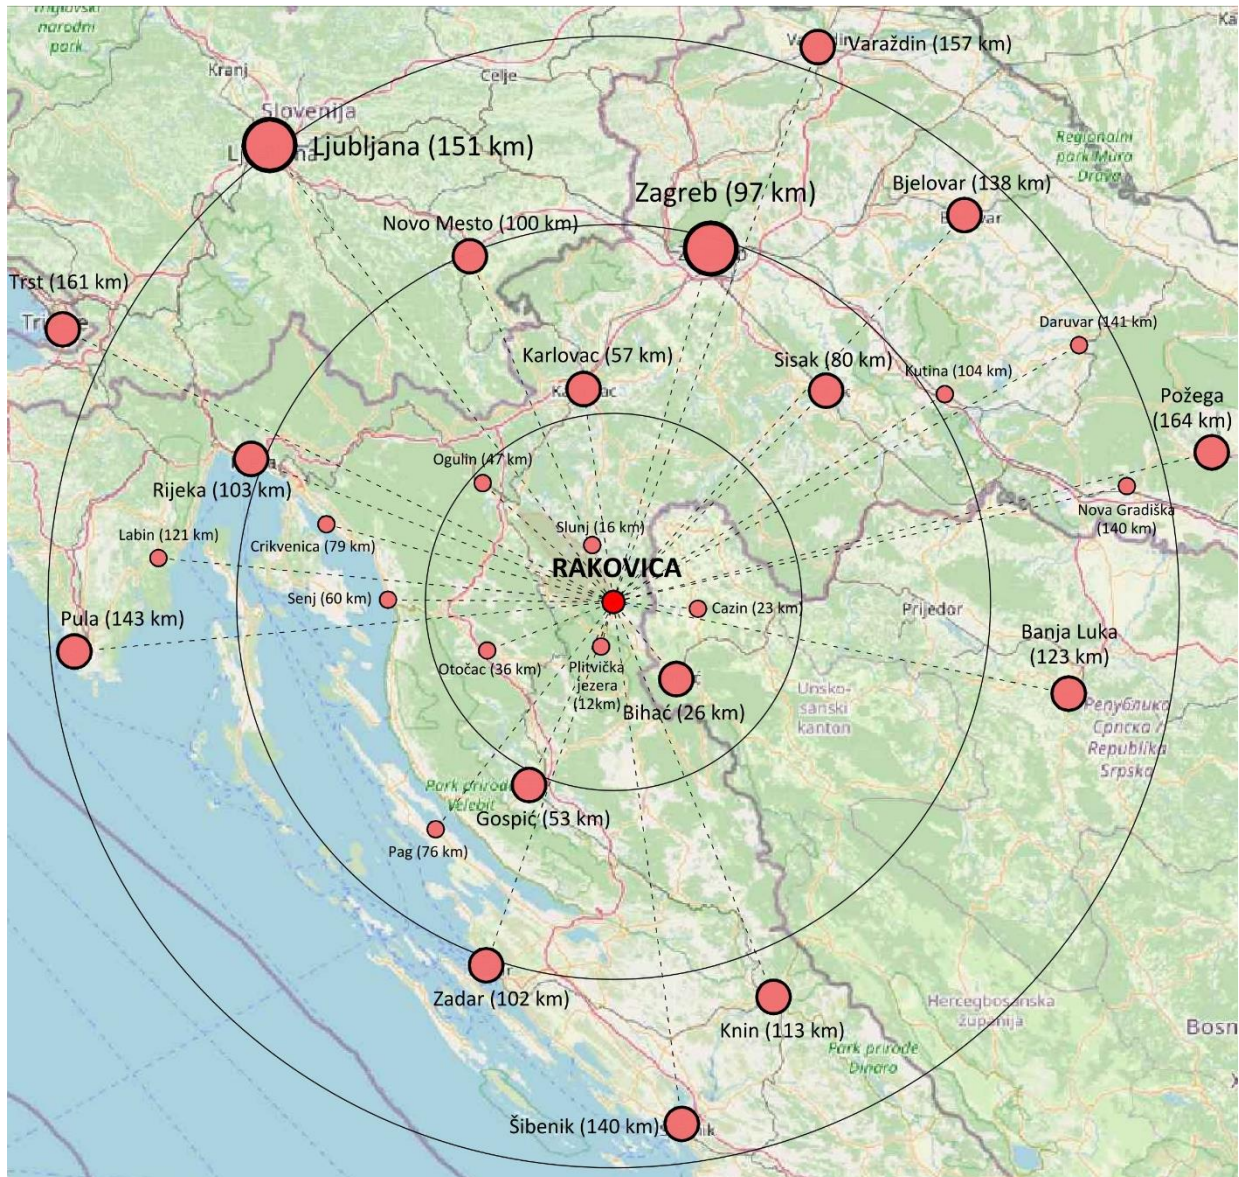 Triglavski
narodni
park
Kranj
Celje
Slovenija
Ljubljana (151 km)
Varaždin (157 km)
Regionalni
park Mura
Drava
Zagreb (97 km)
Bjelovar (138 km)
Novo Mesto (100 km)
Trst (161 km)
Daruvar (141 km)
Karlovac (57 km)
Sisak (80 km)
Kutina (104 km)
Požega
(164 km)
Ogulin (47 km)
Rijeka (103 km)
Nova Gradiška
(140 km)
Crikvenica (79 km)
Slunj (16 km)
Labin (121 km)
RAKOVICA
Senj (60 km)
Cazin (23 km)
Prijedor
Pula (143 km)
Banja Luka
(123 km)
Otočac (36 km)
Plitvička
jezera
(12km)
Bihać (26 km)
Unsko-
sanski
kanton
Република
Српска /
Republika
Srpska
Park prirode
Velebit
Gospić (53 km)
Pag (76 km)
Zadar (102 km)
Knin (113 km)
Hercegbosanska
županija
Bosn
Park prirode
Dinara
Šibenik (140 km)